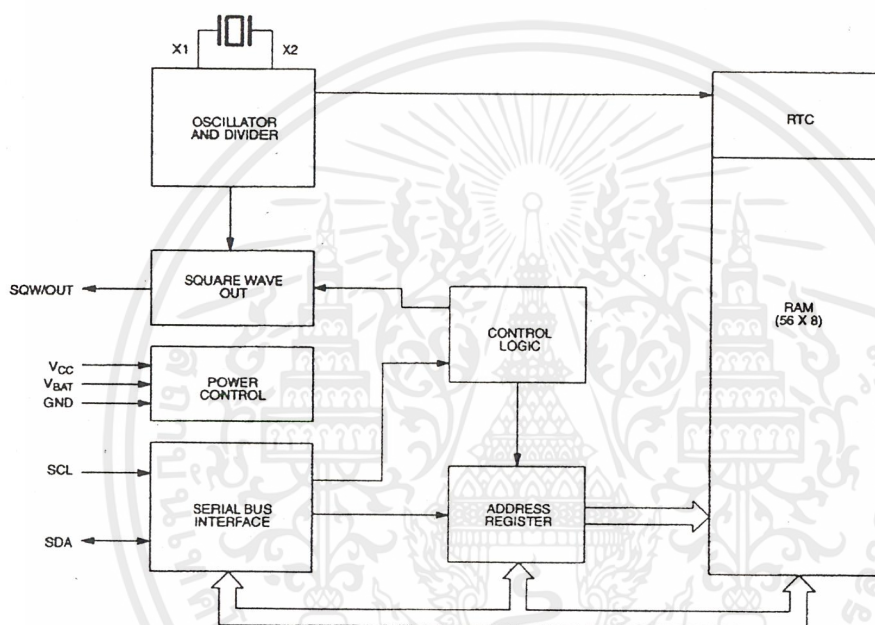 X1
X2
OSCILLATOR
AND DIVIDER
RTC
SQW/OUT
SQUARE WAVE
OUT
CONTROL
LOGIC
RAM
(56 X 8)
VCC
VBAT
GND
POWER
CONTROL
SCL
SDA
SERIAL BUS
INTERFACE
ADDRESS
REGISTER